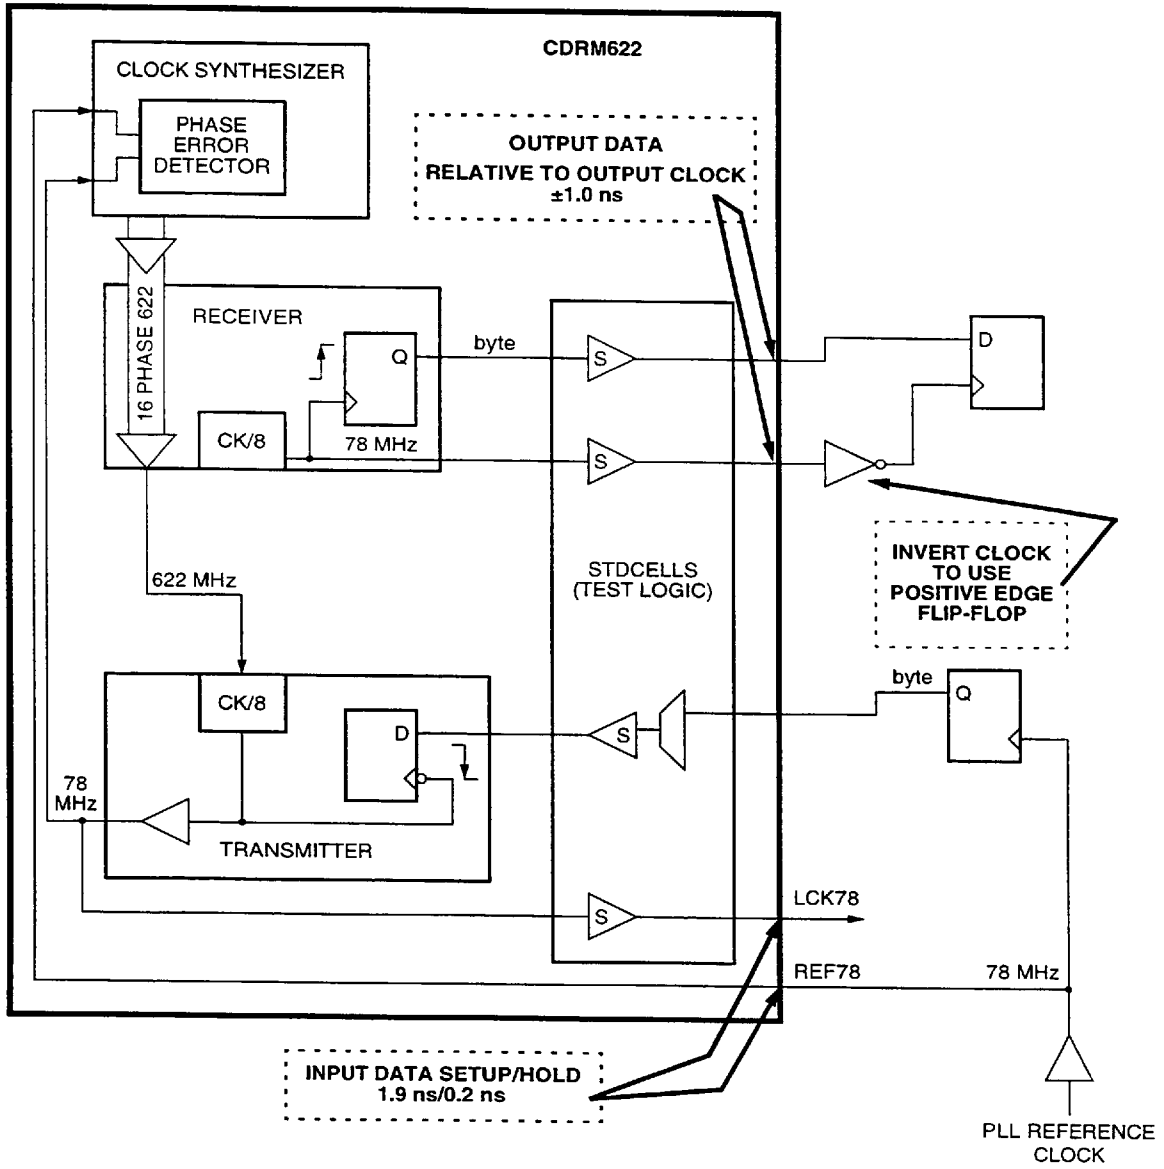 CDRM622
CLOCK SYNTHESIZER
PHASE
ERROR
DETECTOR
OUTPUT DATA
RELATIVE TO OUTPUT CLOCK
±1.0 ns
16 PHASE 622
RECEIVER
Q
byte
S
D
CK/8
78 MHz
S
INVERT CLOCK
TO USE
POSITIVE EDGE
FLIP-FLOP
STDCELLS
(TEST LOGIC)
622 MHz
CK/8
D
S
byte
Q
78
MHz
TRANSMITTER
S
LCK78
REF78
78 MHz
INPUT DATA SETUP/HOLD
1.9 ns/0.2 ns
PLL REFERENCE
CLOCK